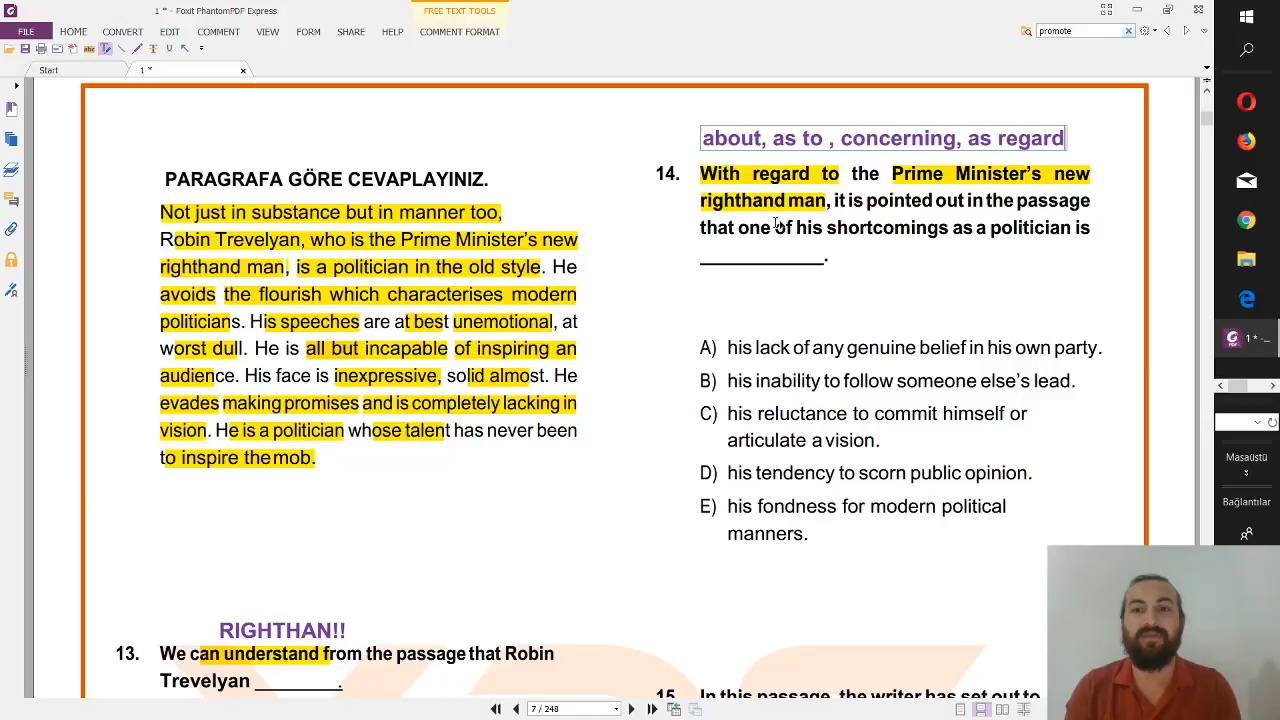 1 * - Foxit PhantomPDF Express
FREE TEXT TOOLS
FILE HOME CONVERT EDIT COMMENT VIEW FORM SHARE HELP COMMENT FORMAT
promote
Start
1 *
about, as to , concerning, as regard
PARAGRAFA GÖRE CEVAPLAYINIZ.
Not just in substance but in manner too,
Robin Trevelyan, who is the Prime Minister's new
righthand man, is a politician in the old style. He
avoids the flourish which characterises modern
politicians. His speeches are at best unemotional, at
worst dull. He is all but incapable of inspiring an
audience. His face is inexpressive, solid almost. He
evades making promises and is completely lacking in
vision. He is a politician whose talent has never been
to inspire the mob.
RIGHTHAN!!
13. We can understand from the passage that Robin
Trevelyan ________.
14. With regard to the Prime Minister's new
righthand man, it is pointed out in the passage
that one of his shortcomings as a politician is
____________.
A) his lack of any genuine belief in his own party.
B) his inability to follow someone else's lead.
C) his reluctance to commit himself or
articulate a vision.
D) his tendency to scorn public opinion.
E) his fondness for modern political
manners.
15. In this passage, the writer has set out to
7 / 248
1 * -...
Masaüstü
Bağlantılar